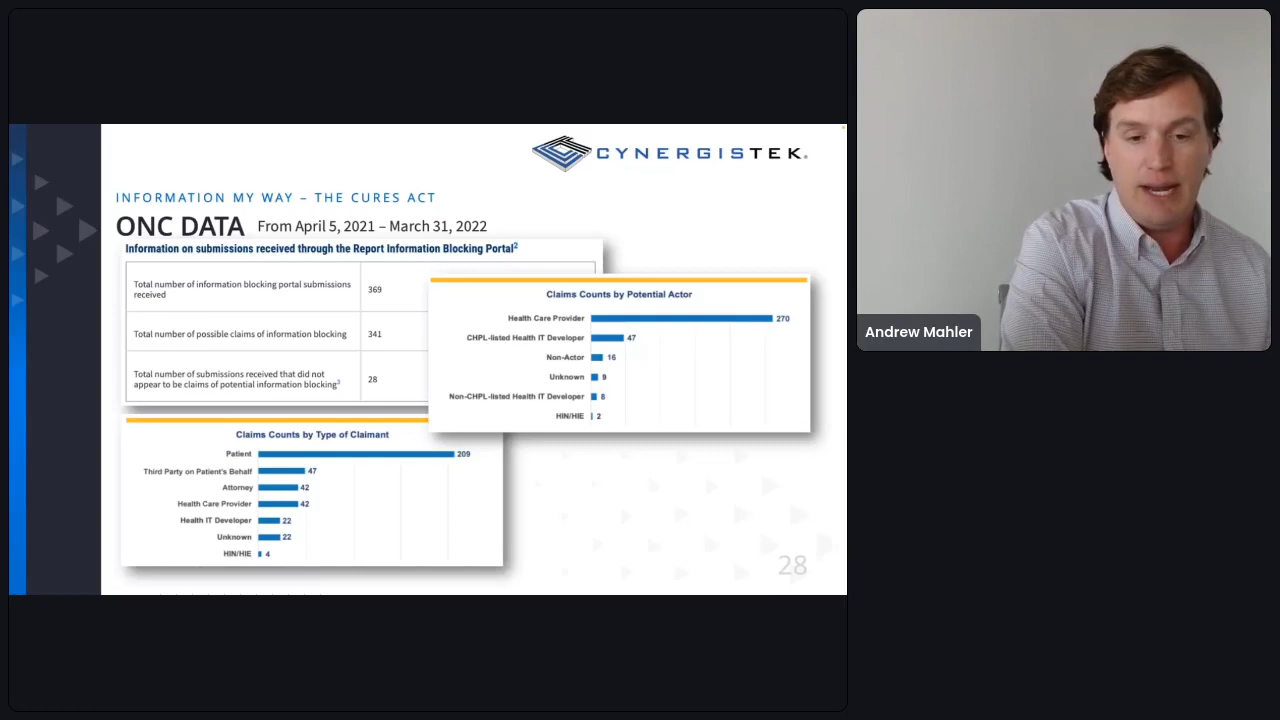 CYNERGISTEK®
INFORMATION MY WAY – THE CURES ACT
ONC DATA From April 5, 2021 – March 31, 2022
Information on submissions received through the Report Information Blocking Portal2
Total number of information blocking portal submissions
received
369
Total number of possible claims of information blocking
341
Total number of submissions received that did not
appear to be claims of potential information blocking3
28
Claims Counts by Potential Actor
Health Care Provider 270
CHPL-listed Health IT Developer 47
Non-Actor 16
Unknown 9
Non-CHPL-listed Health IT Developer 8
HIN/HIE 2
Claims Counts by Type of Claimant
Patient 209
Third Party on Patient's Behalf 47
Attorney 42
Health Care Provider 42
Health IT Developer 22
Unknown 22
HIN/HIE 4
28
Andrew Mahler